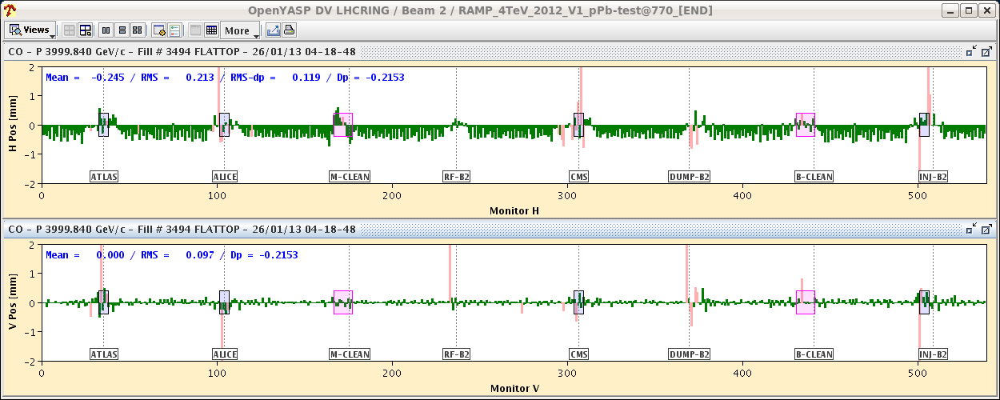 OpenYASP DV LHCRING / Beam 2 / RAMP_4TeV_2012_V1_pPb-test@770_[END]
Views More
CO - P 3999.840 GeV/c - Fill # 3494 FLATTOP - 26/01/13 04-18-48
Mean = -0.245 / RMS = 0.213 / RMS-dp = 0.119 / Dp = -0.2153
H Pos [mm]
2
1
0
-1
-2
ATLAS ALICE M-CLEAN RF-B2 CMS DUMP-B2 B-CLEAN INJ-B2
0 100 200 300 400 500
Monitor H
CO - P 3999.840 GeV/c - Fill # 3494 FLATTOP - 26/01/13 04-18-48
Mean = 0.000 / RMS = 0.097 / Dp = -0.2153
V Pos [mm]
2
1
0
-1
-2
ATLAS ALICE M-CLEAN RF-B2 CMS DUMP-B2 B-CLEAN INJ-B2
0 100 200 300 400 500
Monitor V